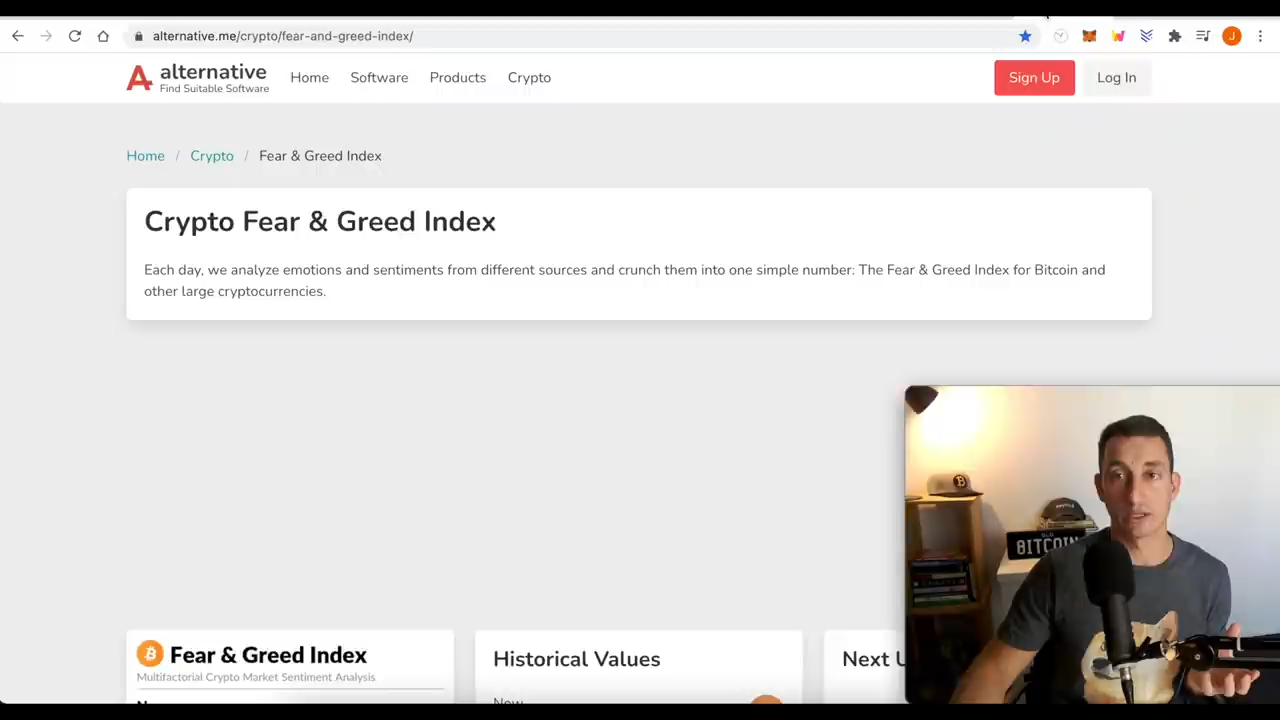 alternative.me/crypto/fear-and-greed-index/
J
alternative
Find Suitable Software
Home
Software
Products
Crypto
Sign Up
Log In
Home / Crypto / Fear & Greed Index
Crypto Fear & Greed Index
Each day, we analyze emotions and sentiments from different sources and crunch them into one simple number: The Fear & Greed Index for Bitcoin and
other large cryptocurrencies.
BITCOIN
Fear & Greed Index
Multifactorial Crypto Market Sentiment Analysis
Historical Values
Now
Next U